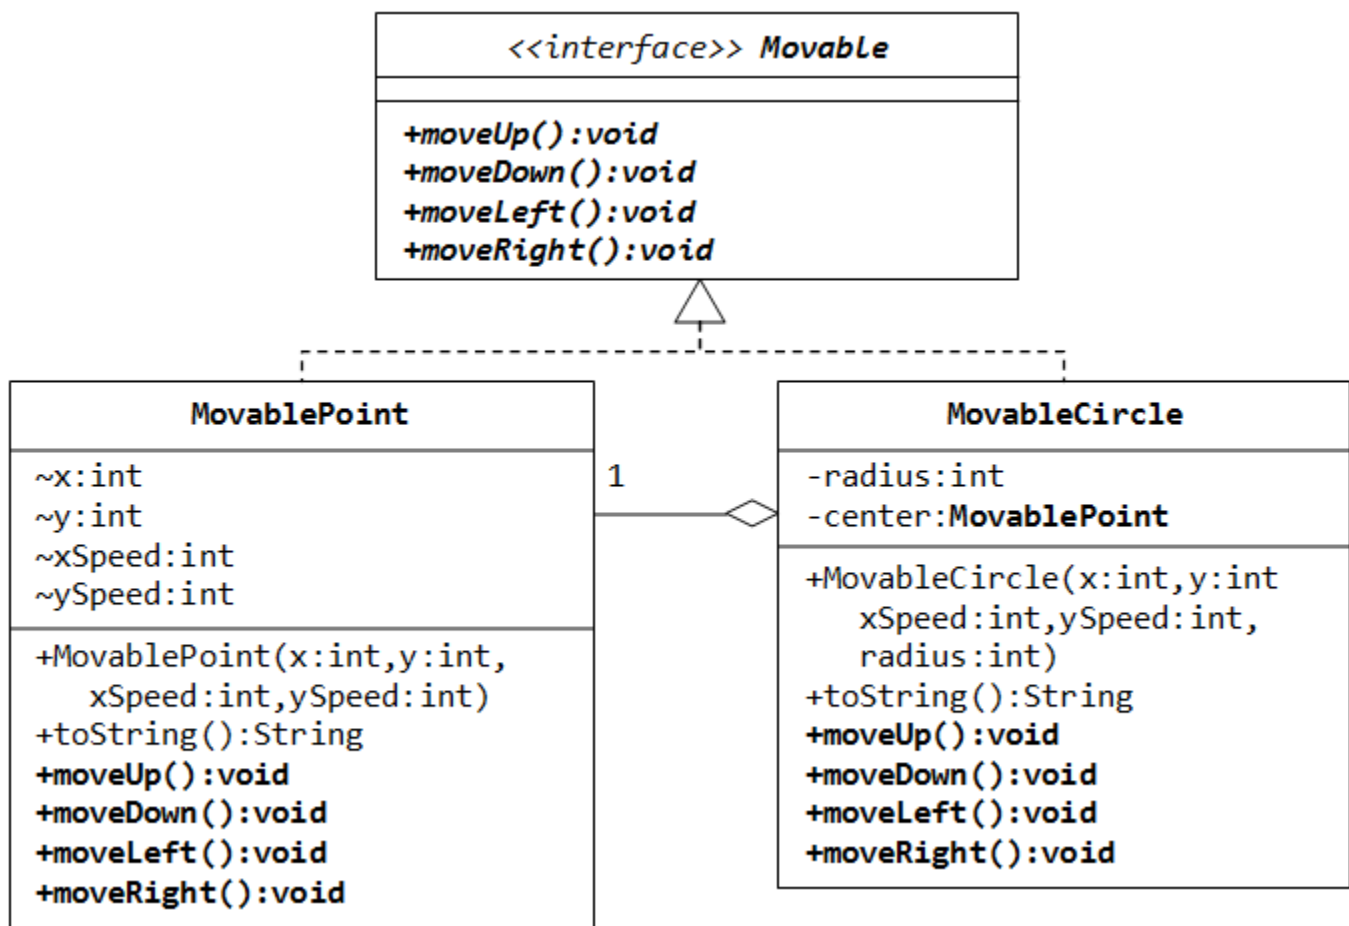 <<interface>> Movable
+moveUp():void
+moveDown():void
+moveLeft():void
+moveRight():void
MovablePoint
~x:int
~y:int
~xSpeed:int
~ySpeed:int
+MovablePoint(x:int,y:int,
xSpeed:int,ySpeed:int)
+toString():String
+moveUp():void
+moveDown():void
+moveLeft():void
+moveRight():void
1
MovableCircle
-radius:int
-center:MovablePoint
+MovableCircle(x:int,y:int
xSpeed:int,ySpeed:int,
radius:int)
+toString():String
+moveUp():void
+moveDown():void
+moveLeft():void
+moveRight():void